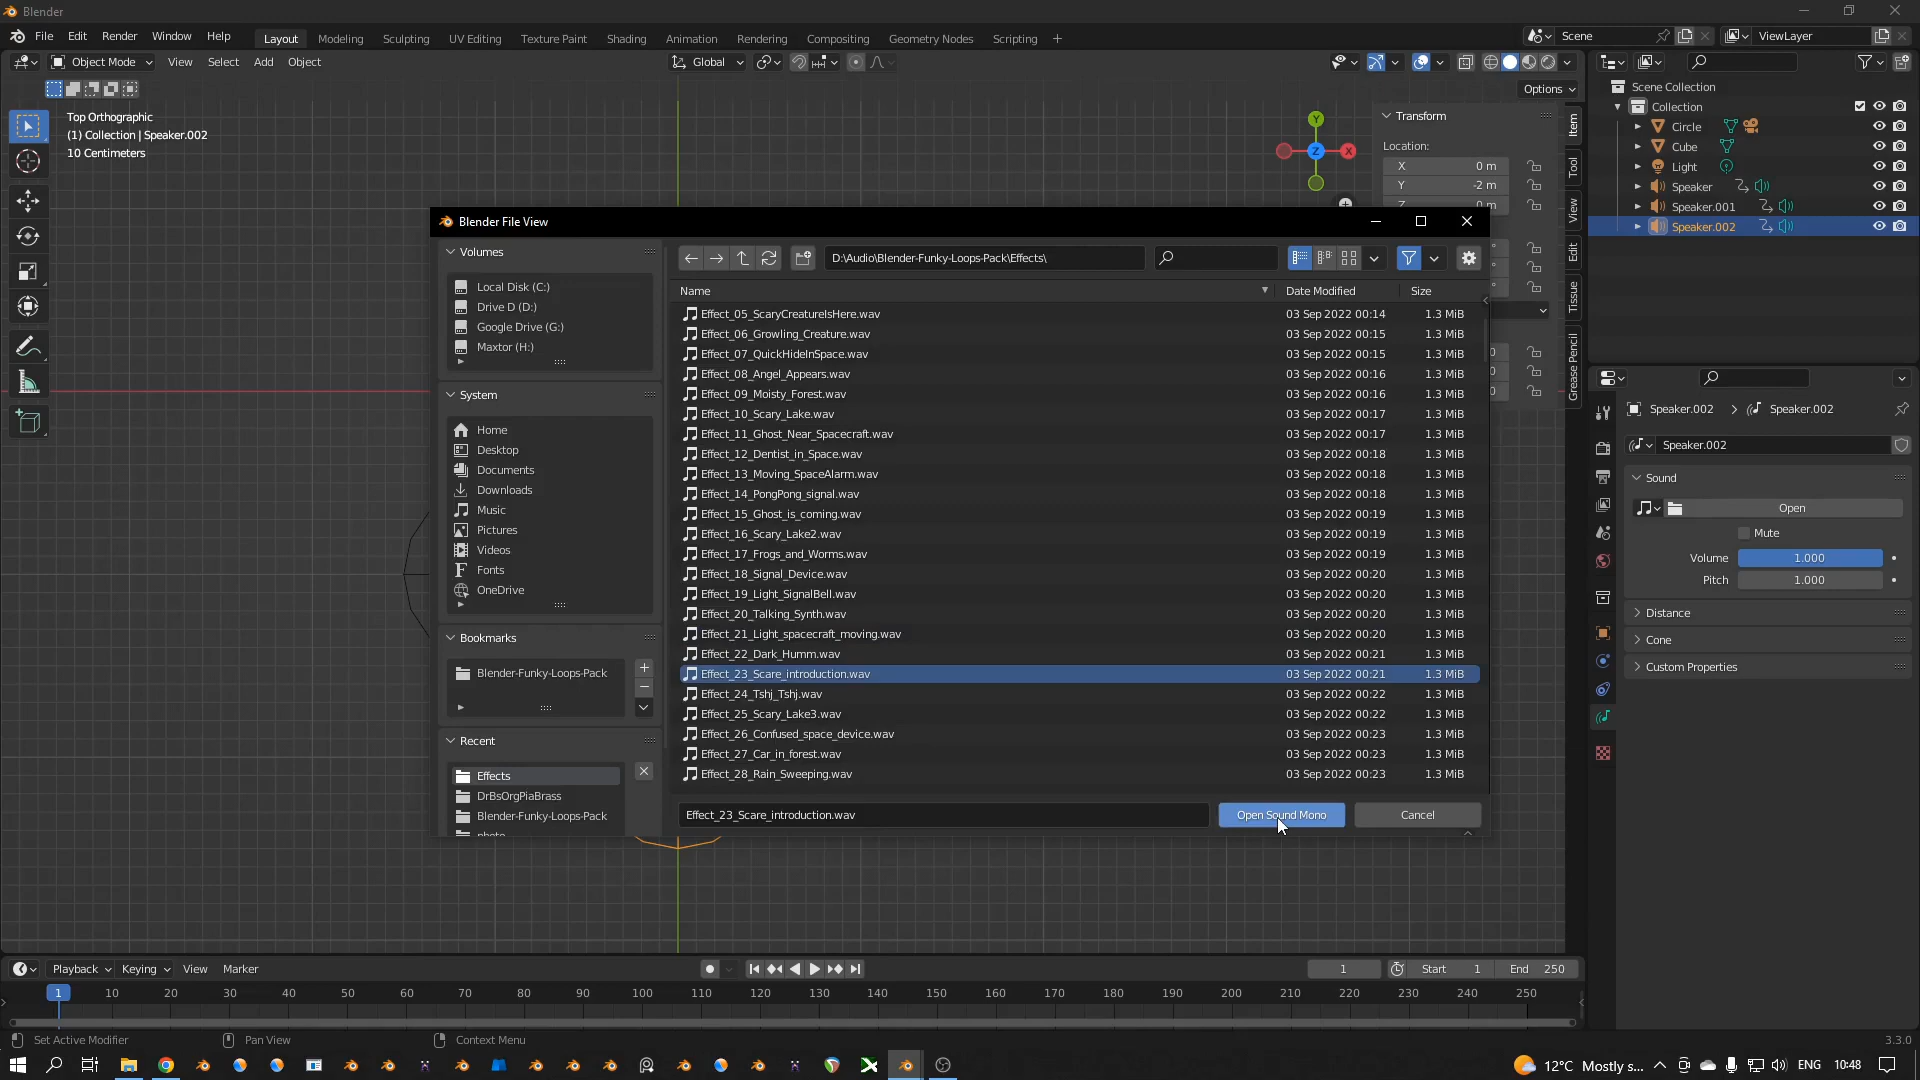 Blender
File Edit Render Window Help Layout Modeling Sculpting UV Editing Texture Paint Shading Animation Rendering Compositing Geometry Nodes Scripting + Scene ViewLayer
Object Mode View Select Add Object Global
Options
Top Orthographic
(1) Collection | Speaker.002
10 Centimeters
Y
X
Z
Transform
Location:
X 0 m
Y -2 m
Z 0 m
Item
Tool
View
Edit
Tissue
Grease Pencil
Scene Collection
Collection
Circle
Cube
Light
Speaker
Speaker.001
Speaker.002
Blender File View
Volumes
Local Disk (C:)
Drive D (D:)
Google Drive (G:)
Maxtor (H:)
System
Home
Desktop
Documents
Downloads
Music
Pictures
Videos
Fonts
OneDrive
Bookmarks
Blender-Funky-Loops-Pack
Recent
Effects
DrBsOrgPiaBrass
Blender-Funky-Loops-Pack
photo
D:\Audio\Blender-Funky-Loops-Pack\Effects\
Name Date Modified Size
Effect_05_ScaryCreatureIsHere.wav 03 Sep 2022 00:14 1.3 MiB
Effect_06_Growling_Creature.wav 03 Sep 2022 00:15 1.3 MiB
Effect_07_QuickHideInSpace.wav 03 Sep 2022 00:15 1.3 MiB
Effect_08_Angel_Appears.wav 03 Sep 2022 00:16 1.3 MiB
Effect_09_Moisty_Forest.wav 03 Sep 2022 00:16 1.3 MiB
Effect_10_Scary_Lake.wav 03 Sep 2022 00:17 1.3 MiB
Effect_11_Ghost_Near_Spacecraft.wav 03 Sep 2022 00:17 1.3 MiB
Effect_12_Dentist_in_Space.wav 03 Sep 2022 00:18 1.3 MiB
Effect_13_Moving_SpaceAlarm.wav 03 Sep 2022 00:18 1.3 MiB
Effect_14_PongPong_signal.wav 03 Sep 2022 00:18 1.3 MiB
Effect_15_Ghost_is_coming.wav 03 Sep 2022 00:19 1.3 MiB
Effect_16_Scary_Lake2.wav 03 Sep 2022 00:19 1.3 MiB
Effect_17_Frogs_and_Worms.wav 03 Sep 2022 00:19 1.3 MiB
Effect_18_Signal_Device.wav 03 Sep 2022 00:20 1.3 MiB
Effect_19_Light_SignalBell.wav 03 Sep 2022 00:20 1.3 MiB
Effect_20_Talking_Synth.wav 03 Sep 2022 00:20 1.3 MiB
Effect_21_Light_spacecraft_moving.wav 03 Sep 2022 00:20 1.3 MiB
Effect_22_Dark_Humm.wav 03 Sep 2022 00:21 1.3 MiB
Effect_23_Scare_introduction.wav 03 Sep 2022 00:21 1.3 MiB
Effect_24_Tshj_Tshj.wav 03 Sep 2022 00:22 1.3 MiB
Effect_25_Scary_Lake3.wav 03 Sep 2022 00:22 1.3 MiB
Effect_26_Confused_space_device.wav 03 Sep 2022 00:23 1.3 MiB
Effect_27_Car_in_forest.wav 03 Sep 2022 00:23 1.3 MiB
Effect_28_Rain_Sweeping.wav 03 Sep 2022 00:23 1.3 MiB
Effect_23_Scare_introduction.wav Open Sound Mono Cancel
Speaker.002 Speaker.002
Speaker.002
Sound
Open
Mute
Volume 1.000
Pitch 1.000
Distance
Cone
Custom Properties
Playback Keying View Marker 1 Start 1 End 250
1 10 20 30 40 50 60 70 80 90 100 110 120 130 140 150 160 170 180 190 200 210 220 230 240 250
Set Active Modifier Pan View Context Menu 3.3.0
12°C Mostly s... ENG 10:48